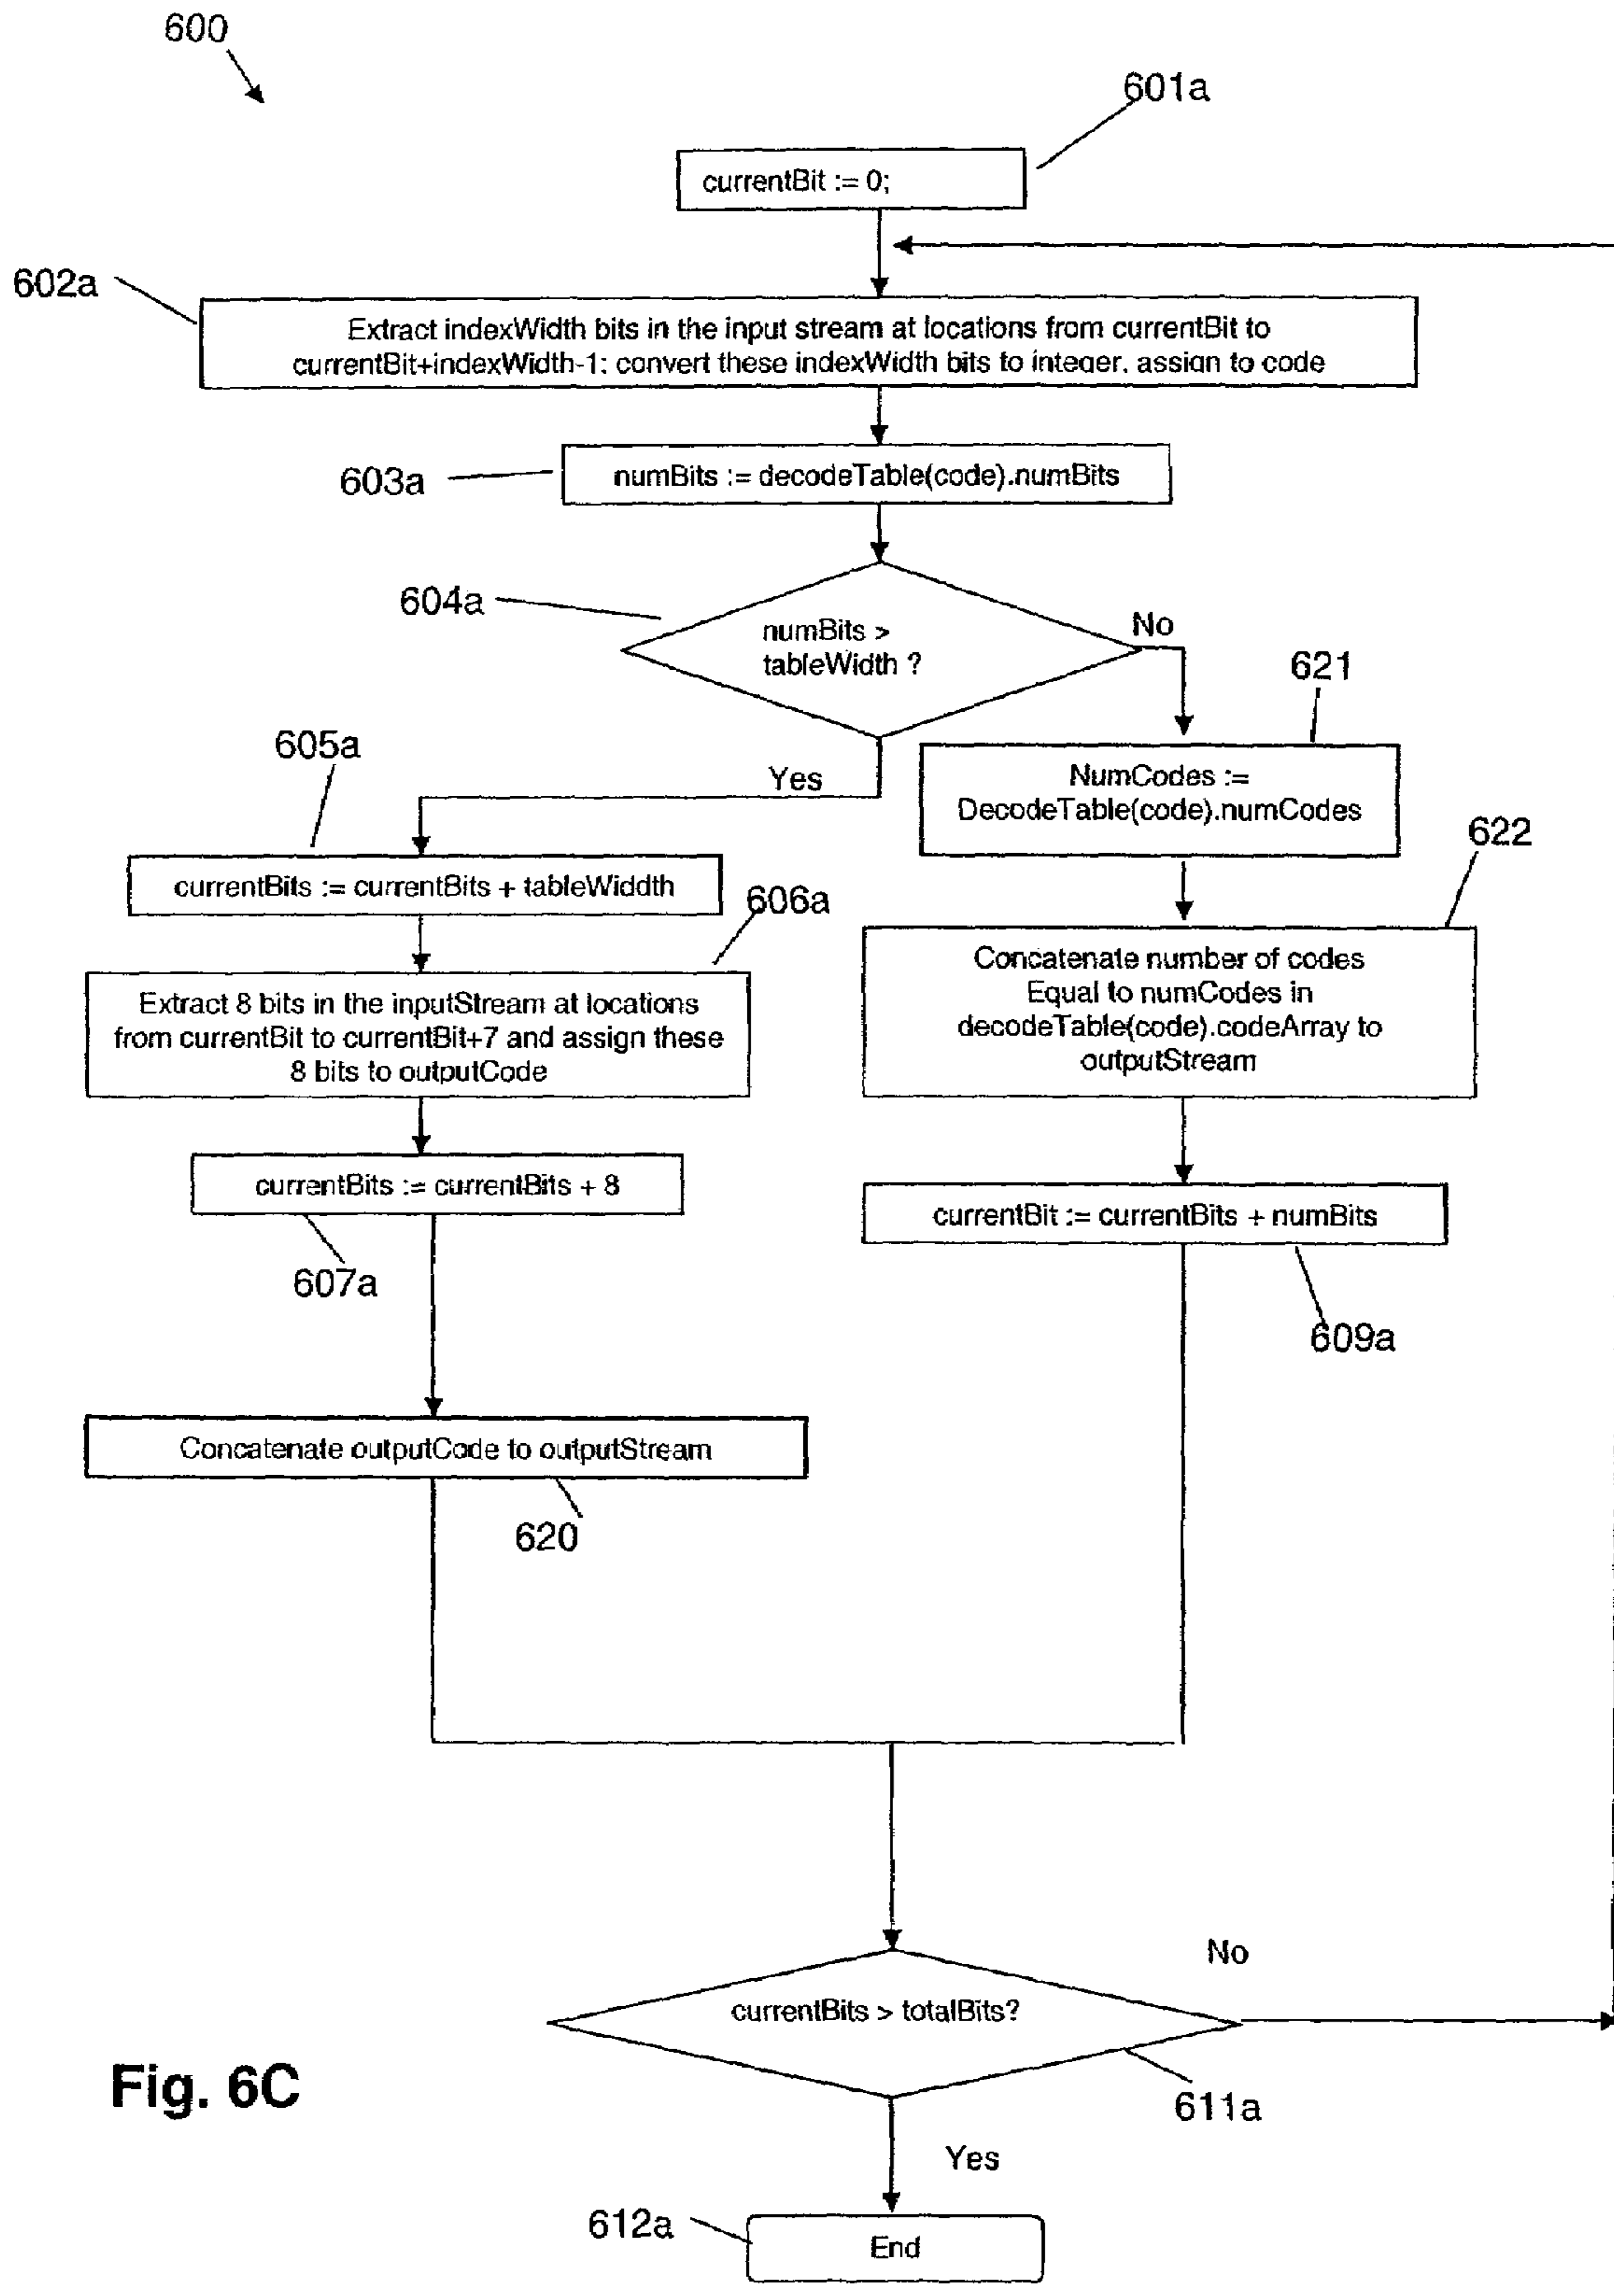 600
601a
currentBit := 0;
602a
Extract indexWidth bits in the input stream at locations from currentBit to
currentBit+indexWidth-1; convert these indexWidth bits to integer, assign to code
603a
numBits := decodeTable(code).numBits
604a
numBits >
tableWidth ?
No
621
605a
Yes
NumCodes :=
DecodeTable(code).numCodes
622
currentBits := currentBits + tableWiddth
606a
Concatenate number of codes
Equal to numCodes in
decodeTable(code).codeArray to
outputStream
Extract 8 bits in the inputStream at locations
from currentBit to currentBit+7 and assign these
8 bits to outputCode
currentBits := currentBits + 8
currentBit := currentBits + numBits
607a
609a
Concatenate outputCode to outputStream
620
No
currentBits > totalBits?
Fig. 6C
611a
Yes
612a
End